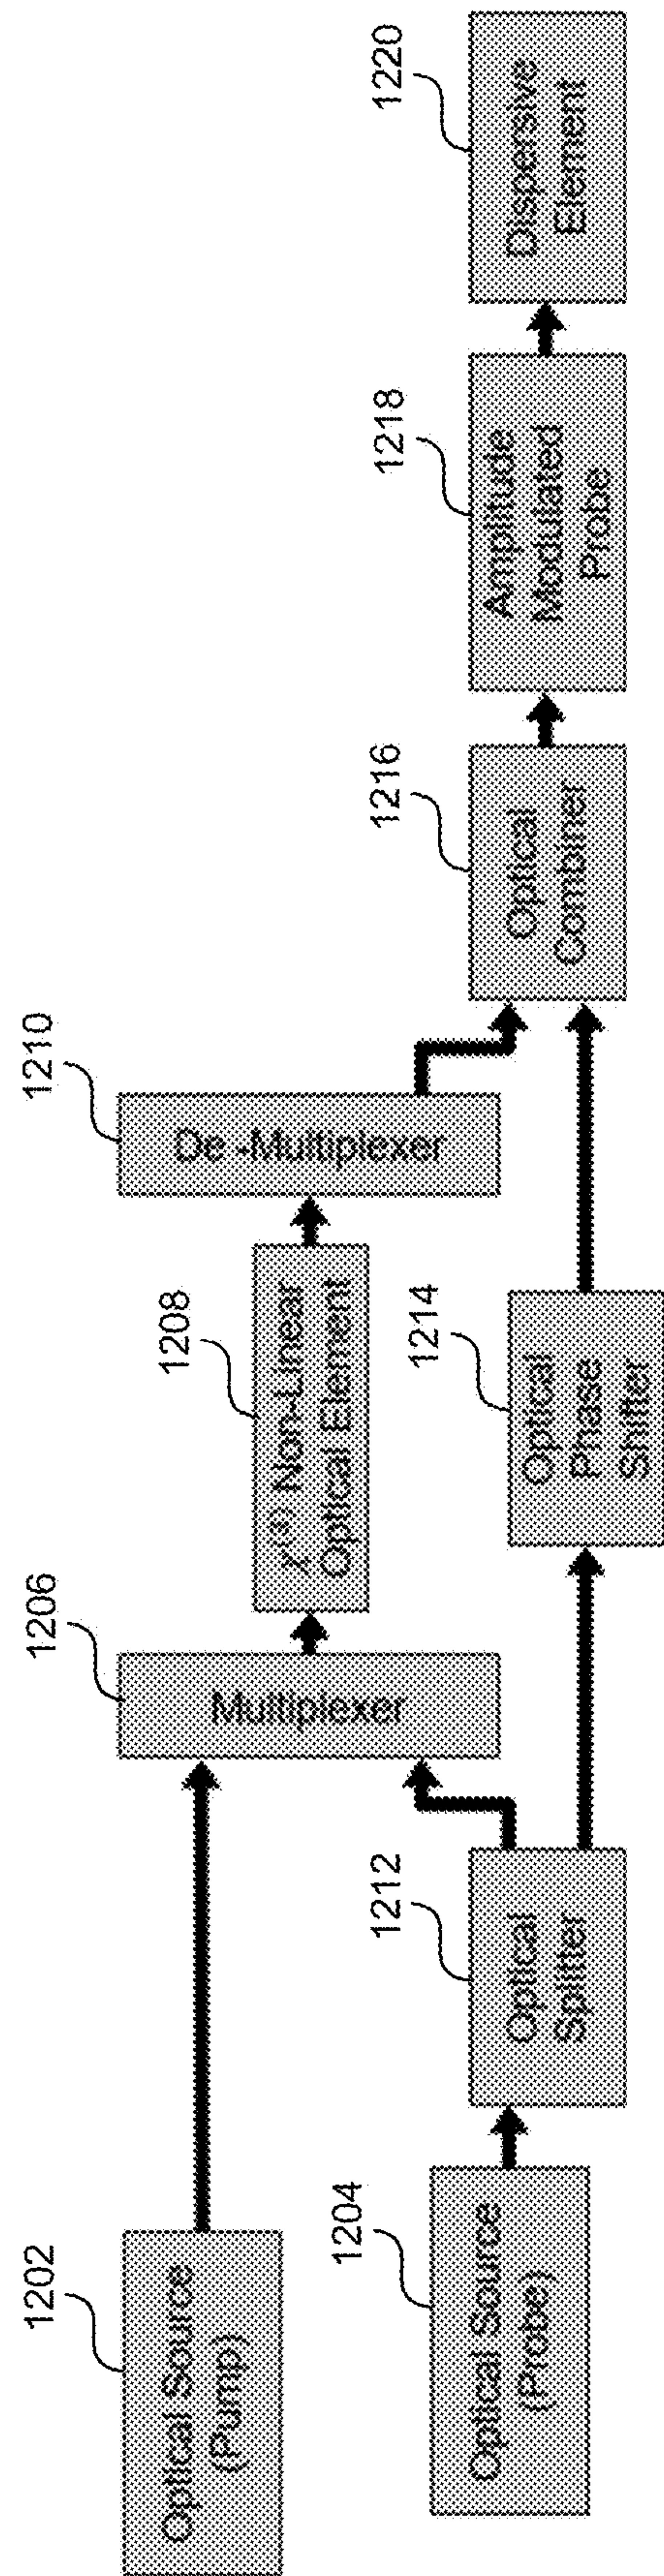 1202
Optical Source
(Pump)
1204
Optical Source
(Probe)
1212
Optical
Splitter
1206
Multiplexer
1208
χ(3) Non-Linear
Optical Element
1214
Optical
Phase
Shifter
1210
De -Multiplexer
1216
Optical
Combiner
1218
Amplitude
Modulated
Probe
1220
Dispersive
Element